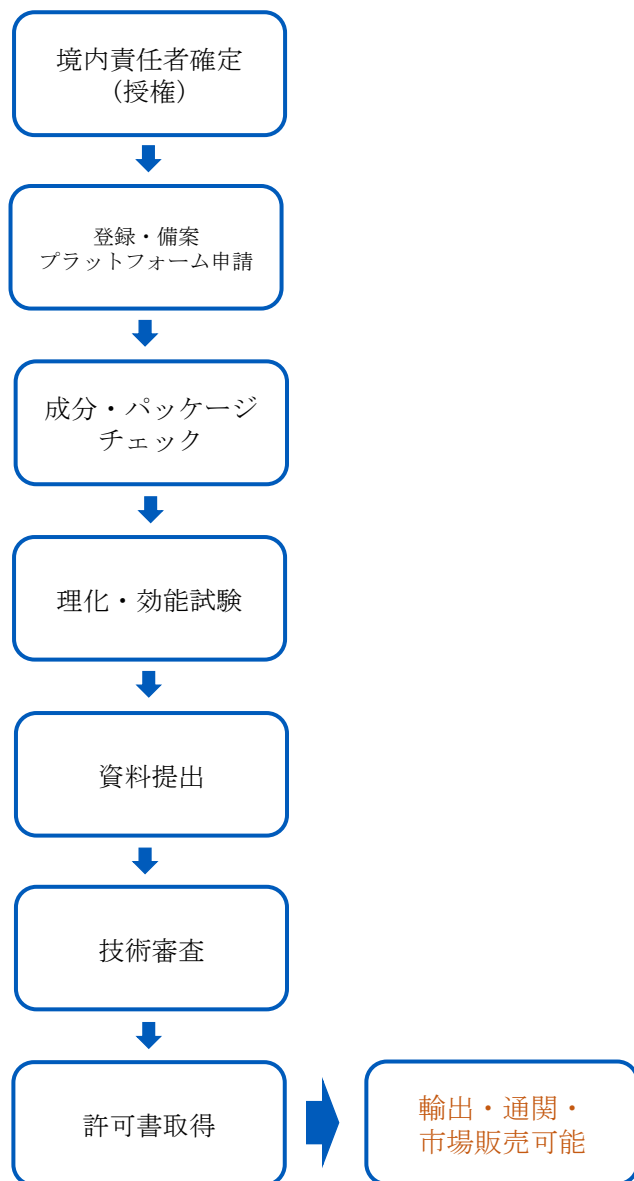 境内責任者確定
（授権）
登録・備案
プラットフォーム申請
成分・パッケージ
チェック
理化・効能試験
資料提出
技術審査
許可書取得
輸出・通関・
市場販売可能